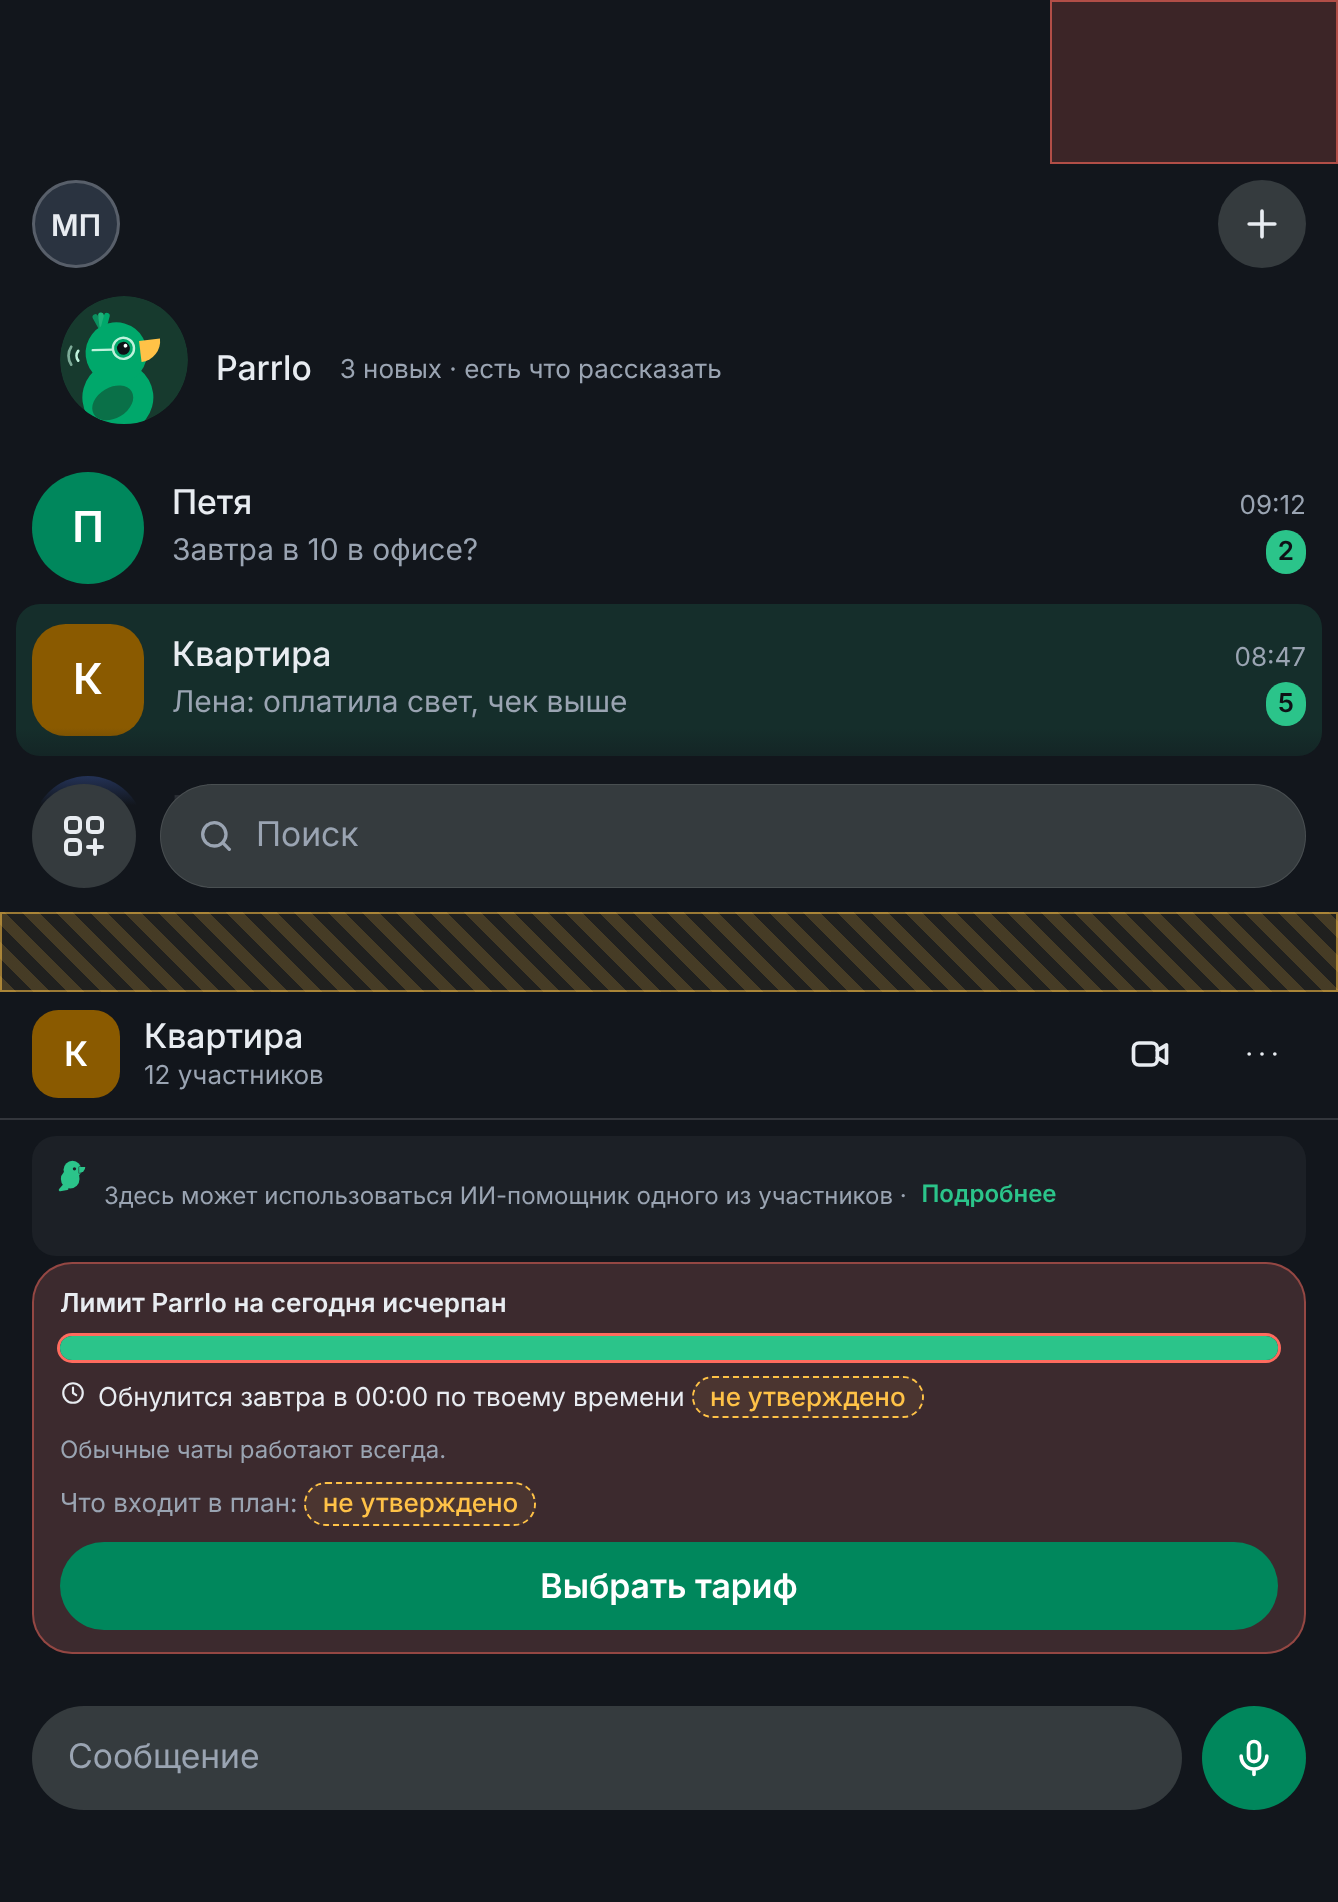 МП
Parrlo 3 новых · есть что рассказать
П
Петя
09:12
Завтра в 10 в офисе?
2
К
Квартира
08:47
Лена: оплатила свет, чек выше
5
Поиск
К
Квартира
12 участников
Здесь может использоваться ИИ-помощник одного из участников · Подробнее
Лимит Parrlo на сегодня исчерпан
Обнулится завтра в 00:00 по твоему времени не утверждено
Обычные чаты работают всегда.
Что входит в план: не утверждено
Выбрать тариф
Сообщение